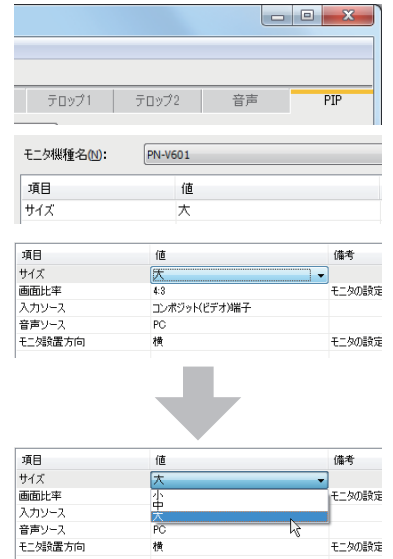 テロップ1 テロップ2 音声 PIP
モニタ機種名(N): PN-V601
項目 値
サイズ 大
項目 値 備考
サイズ 大
画面比率 4:3 モニタの設定
入力ソース コンポジット(ビデオ)端子
音声ソース PC
モニタ設置方向 横 モニタの設定
項目 値 備考
サイズ 大
画面比率 小 モニタの設定
中
入力ソース 大
音声ソース PC
モニタ設置方向 横 モニタの設定